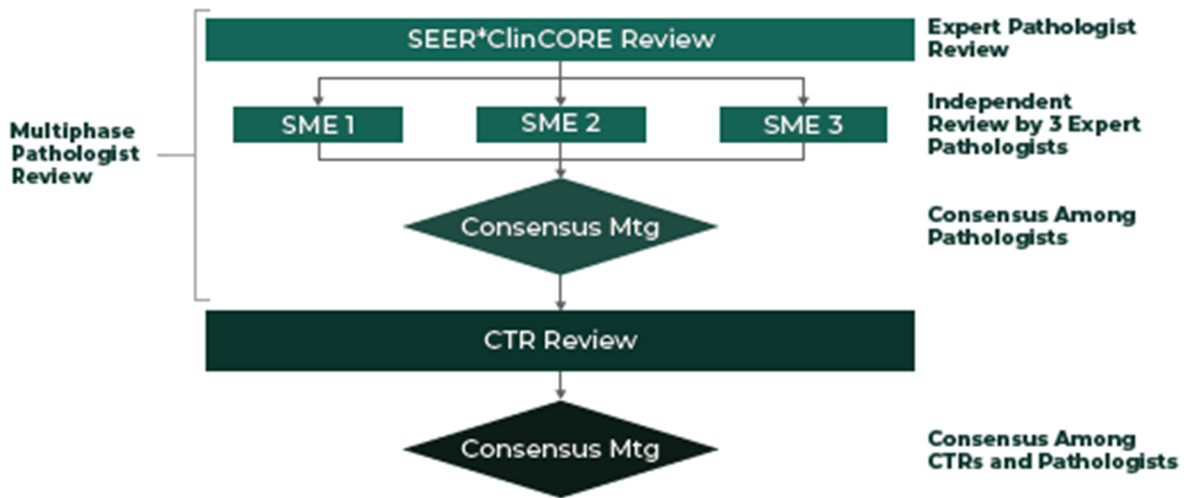 SEER*ClinCORE Review
Expert Pathologist
Review
SME 1
SME 2
SME 3
Independent
Review by 3 Expert
Pathologists
Multiphase
Pathologist
Review
Consensus Mtg
Consensus Among
Pathologists
CTR Review
Consensus Mtg
Consensus Among
CTRs and Pathologists